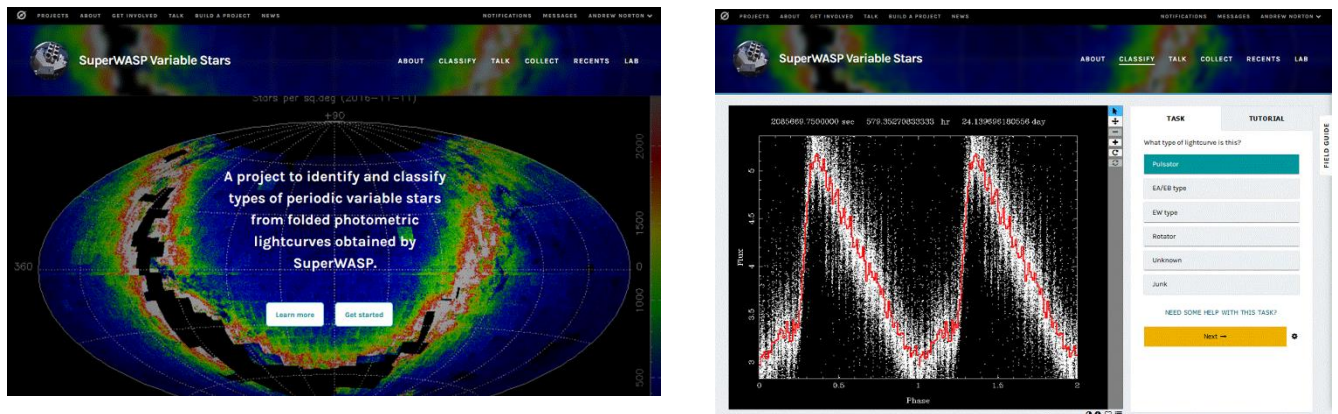 PROJECTS ABOUT GET INVOLVED TALK BUILD A PROJECT NEWS NOTIFICATIONS MESSAGES ANDREW NORTON
SuperWASP Variable Stars ABOUT CLASSIFY TALK COLLECT RECENTS LAB
Stars per sq.deg (2016-11-11)
+90
A project to identify and classify
types of periodic variable stars
from folded photometric
lightcurves obtained by
SuperWASP.
360
0
Learn more Get started
2000
1500
1000
500
PROJECTS ABOUT GET INVOLVED TALK BUILD A PROJECT NEWS NOTIFICATIONS MESSAGES ANDREW NORTON
SuperWASP Variable Stars ABOUT CLASSIFY TALK COLLECT RECENTS LAB
2085669.7500000 sec 579.35270833333 hr 24.139696180556 day
Flux
5
4.5
4
3.5
3
0 0.5 1 1.5 2
Phase
TASK TUTORIAL
What type of lightcurve is this?
Pulsator
EA/EB type
EW type
Rotator
Unknown
Junk
NEED SOME HELP WITH THIS TASK?
Next →
FIELD GUIDE